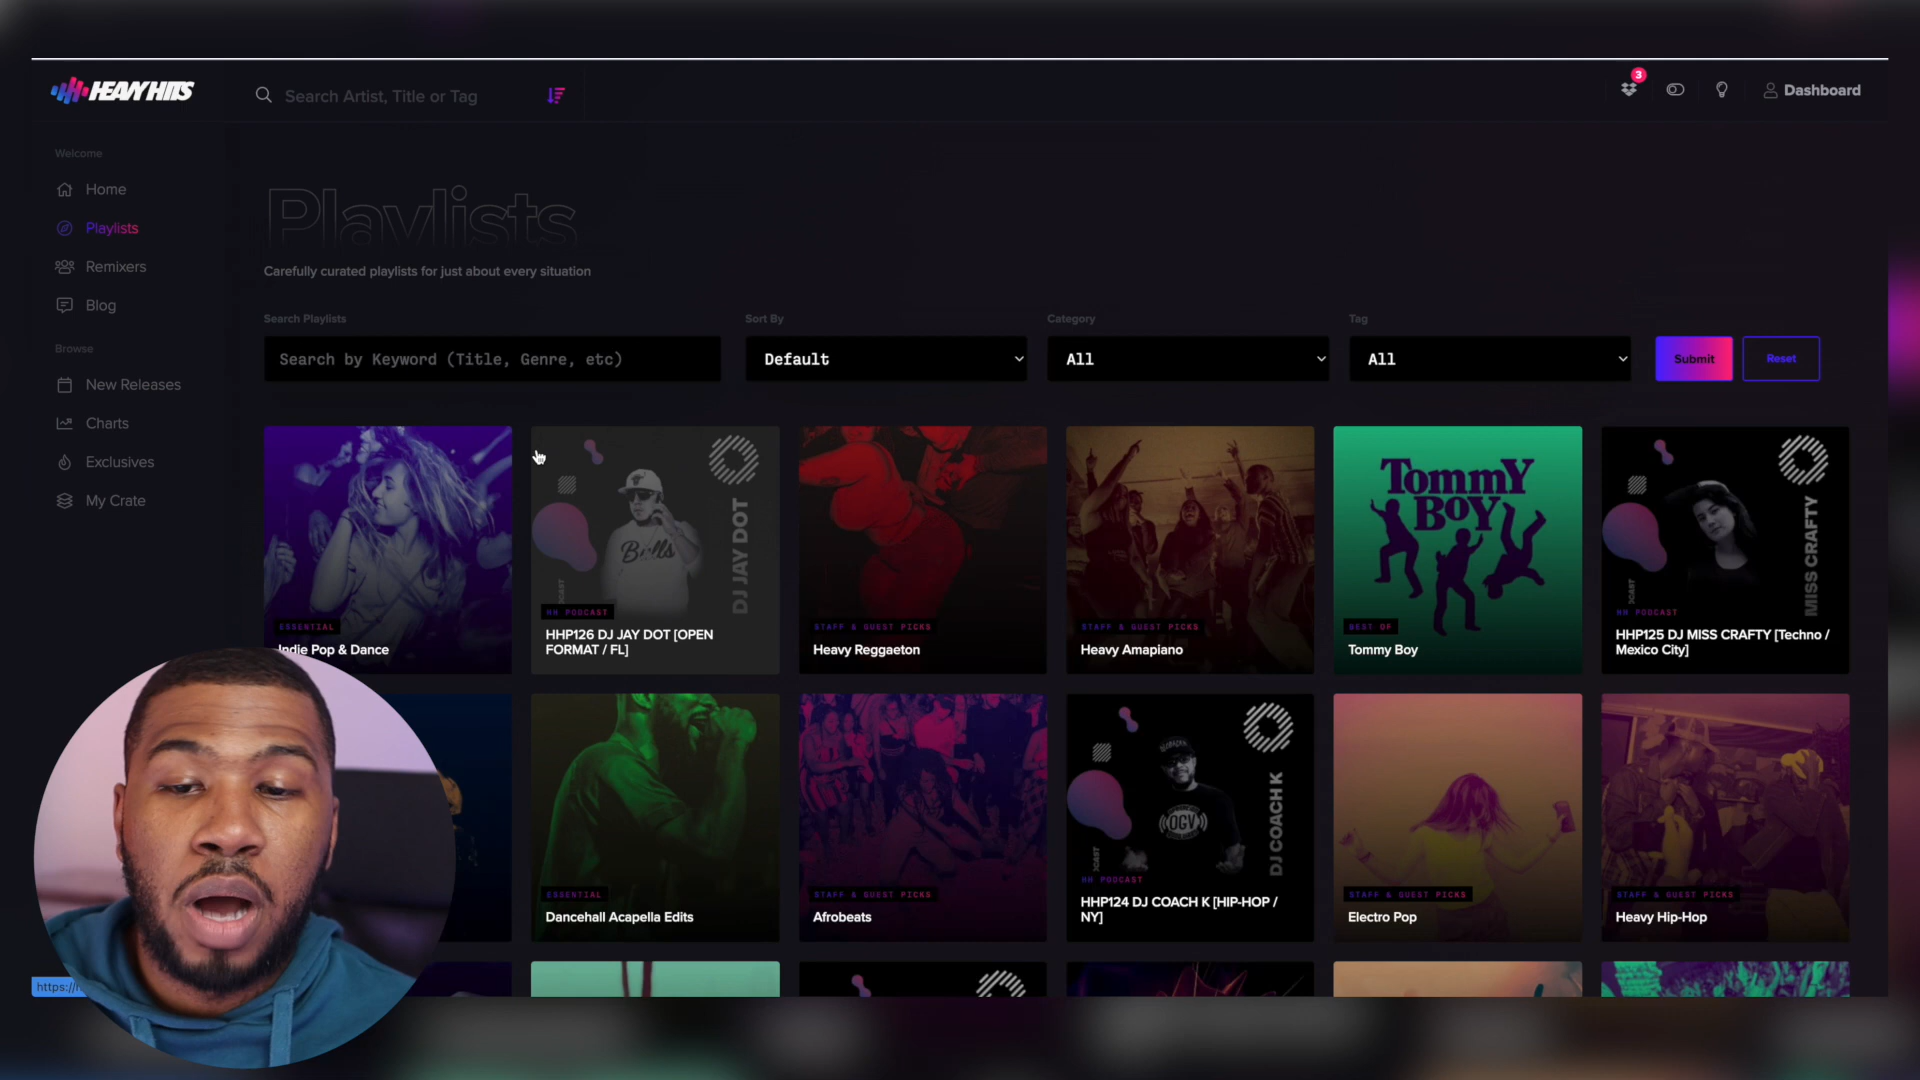 HEAVY HITS
Search Artist, Title or Tag
3
Dashboard
Welcome
Home
Playlists
Remixers
Blog
Browse
New Releases
Charts
Exclusives
My Crate
Playlists
Carefully curated playlists for just about every situation
Search Playlists
Sort By
Category
Tag
Search by Keyword (Title, Genre, etc)
Default
All
All
Submit
Reset
ESSENTIAL
Indie Pop & Dance
Bulls
DJ JAY DOT
HH PODCAST
HHP126 DJ JAY DOT [OPEN
FORMAT / FL]
STAFF & GUEST PICKS
Heavy Reggaeton
STAFF & GUEST PICKS
Heavy Amapiano
TOMMY
BOY
BEST OF
Tommy Boy
MISS CRAFTY
HH PODCAST
HHP125 DJ MISS CRAFTY [Techno /
Mexico City]
ESSENTIAL
Dancehall Acapella Edits
STAFF & GUEST PICKS
Afrobeats
OGV
DJ COACH K
HH PODCAST
HHP124 DJ COACH K [HIP-HOP /
NY]
STAFF & GUEST PICKS
Electro Pop
STAFF & GUEST PICKS
Heavy Hip-Hop
https://